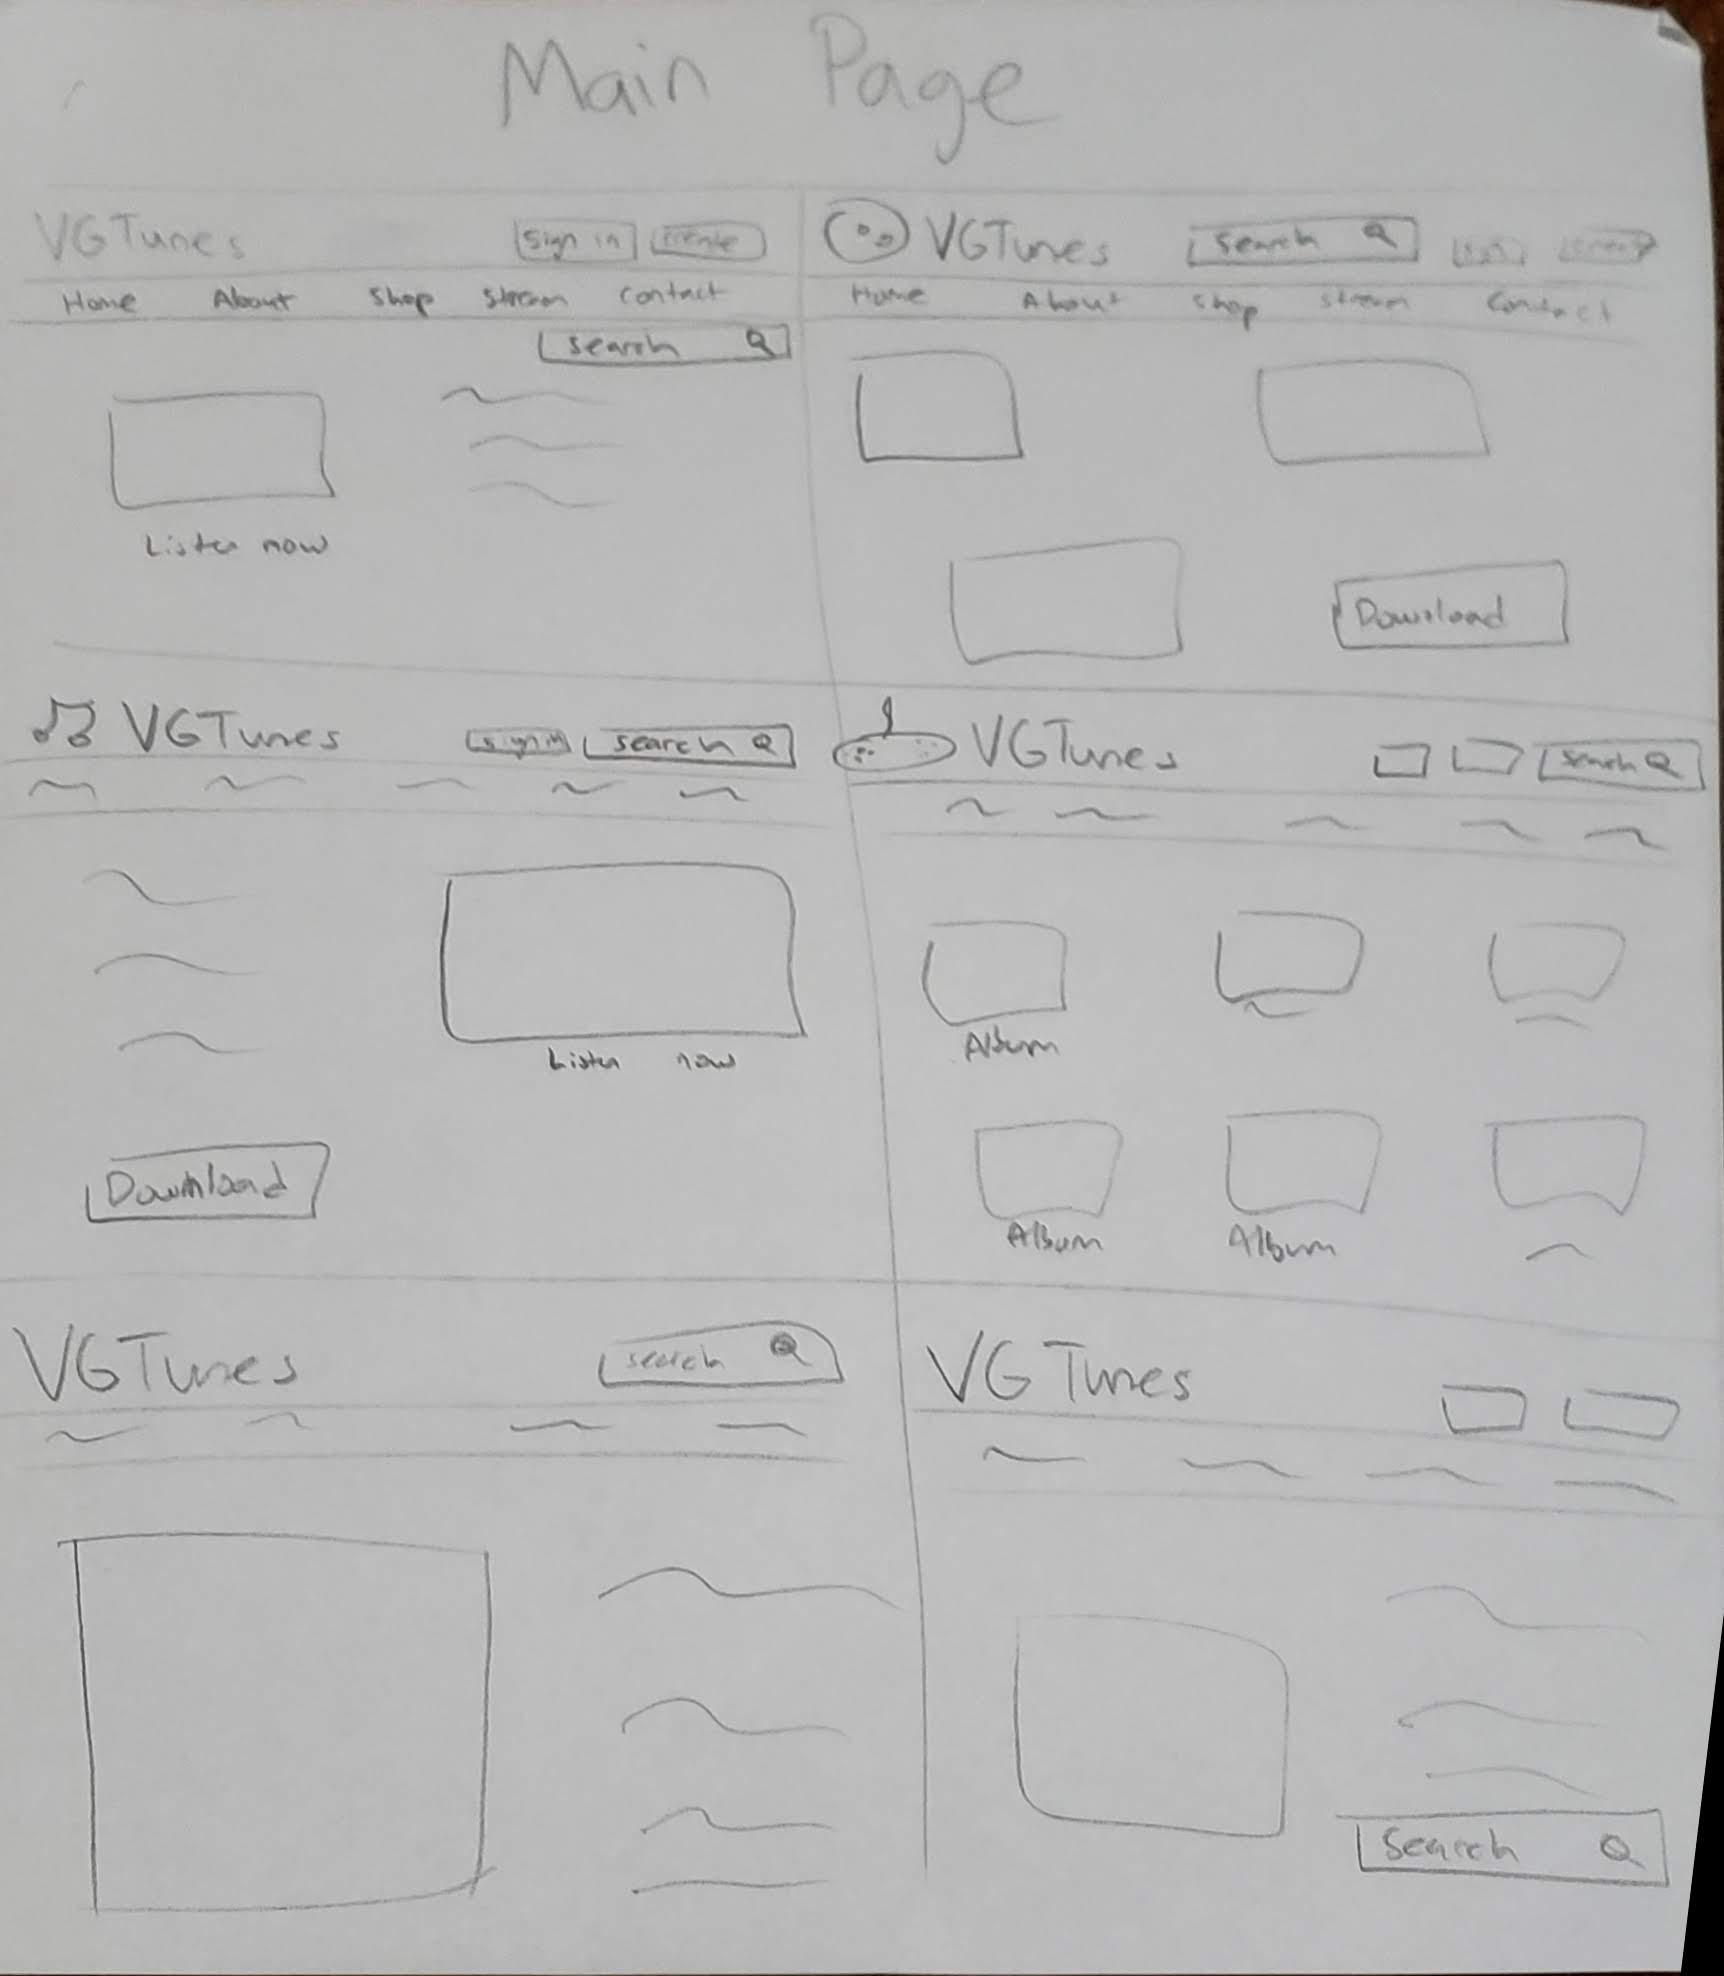 Main Page
VGTunes sign in create
Home About Shop Stream Contact
search
Listen now
VGTunes search
Home About Shop Stream Contact
Download
VGTunes sign in search
Listen now
Download
VGTunes search
Album
Album Album
VGTunes search
VGTunes
Search